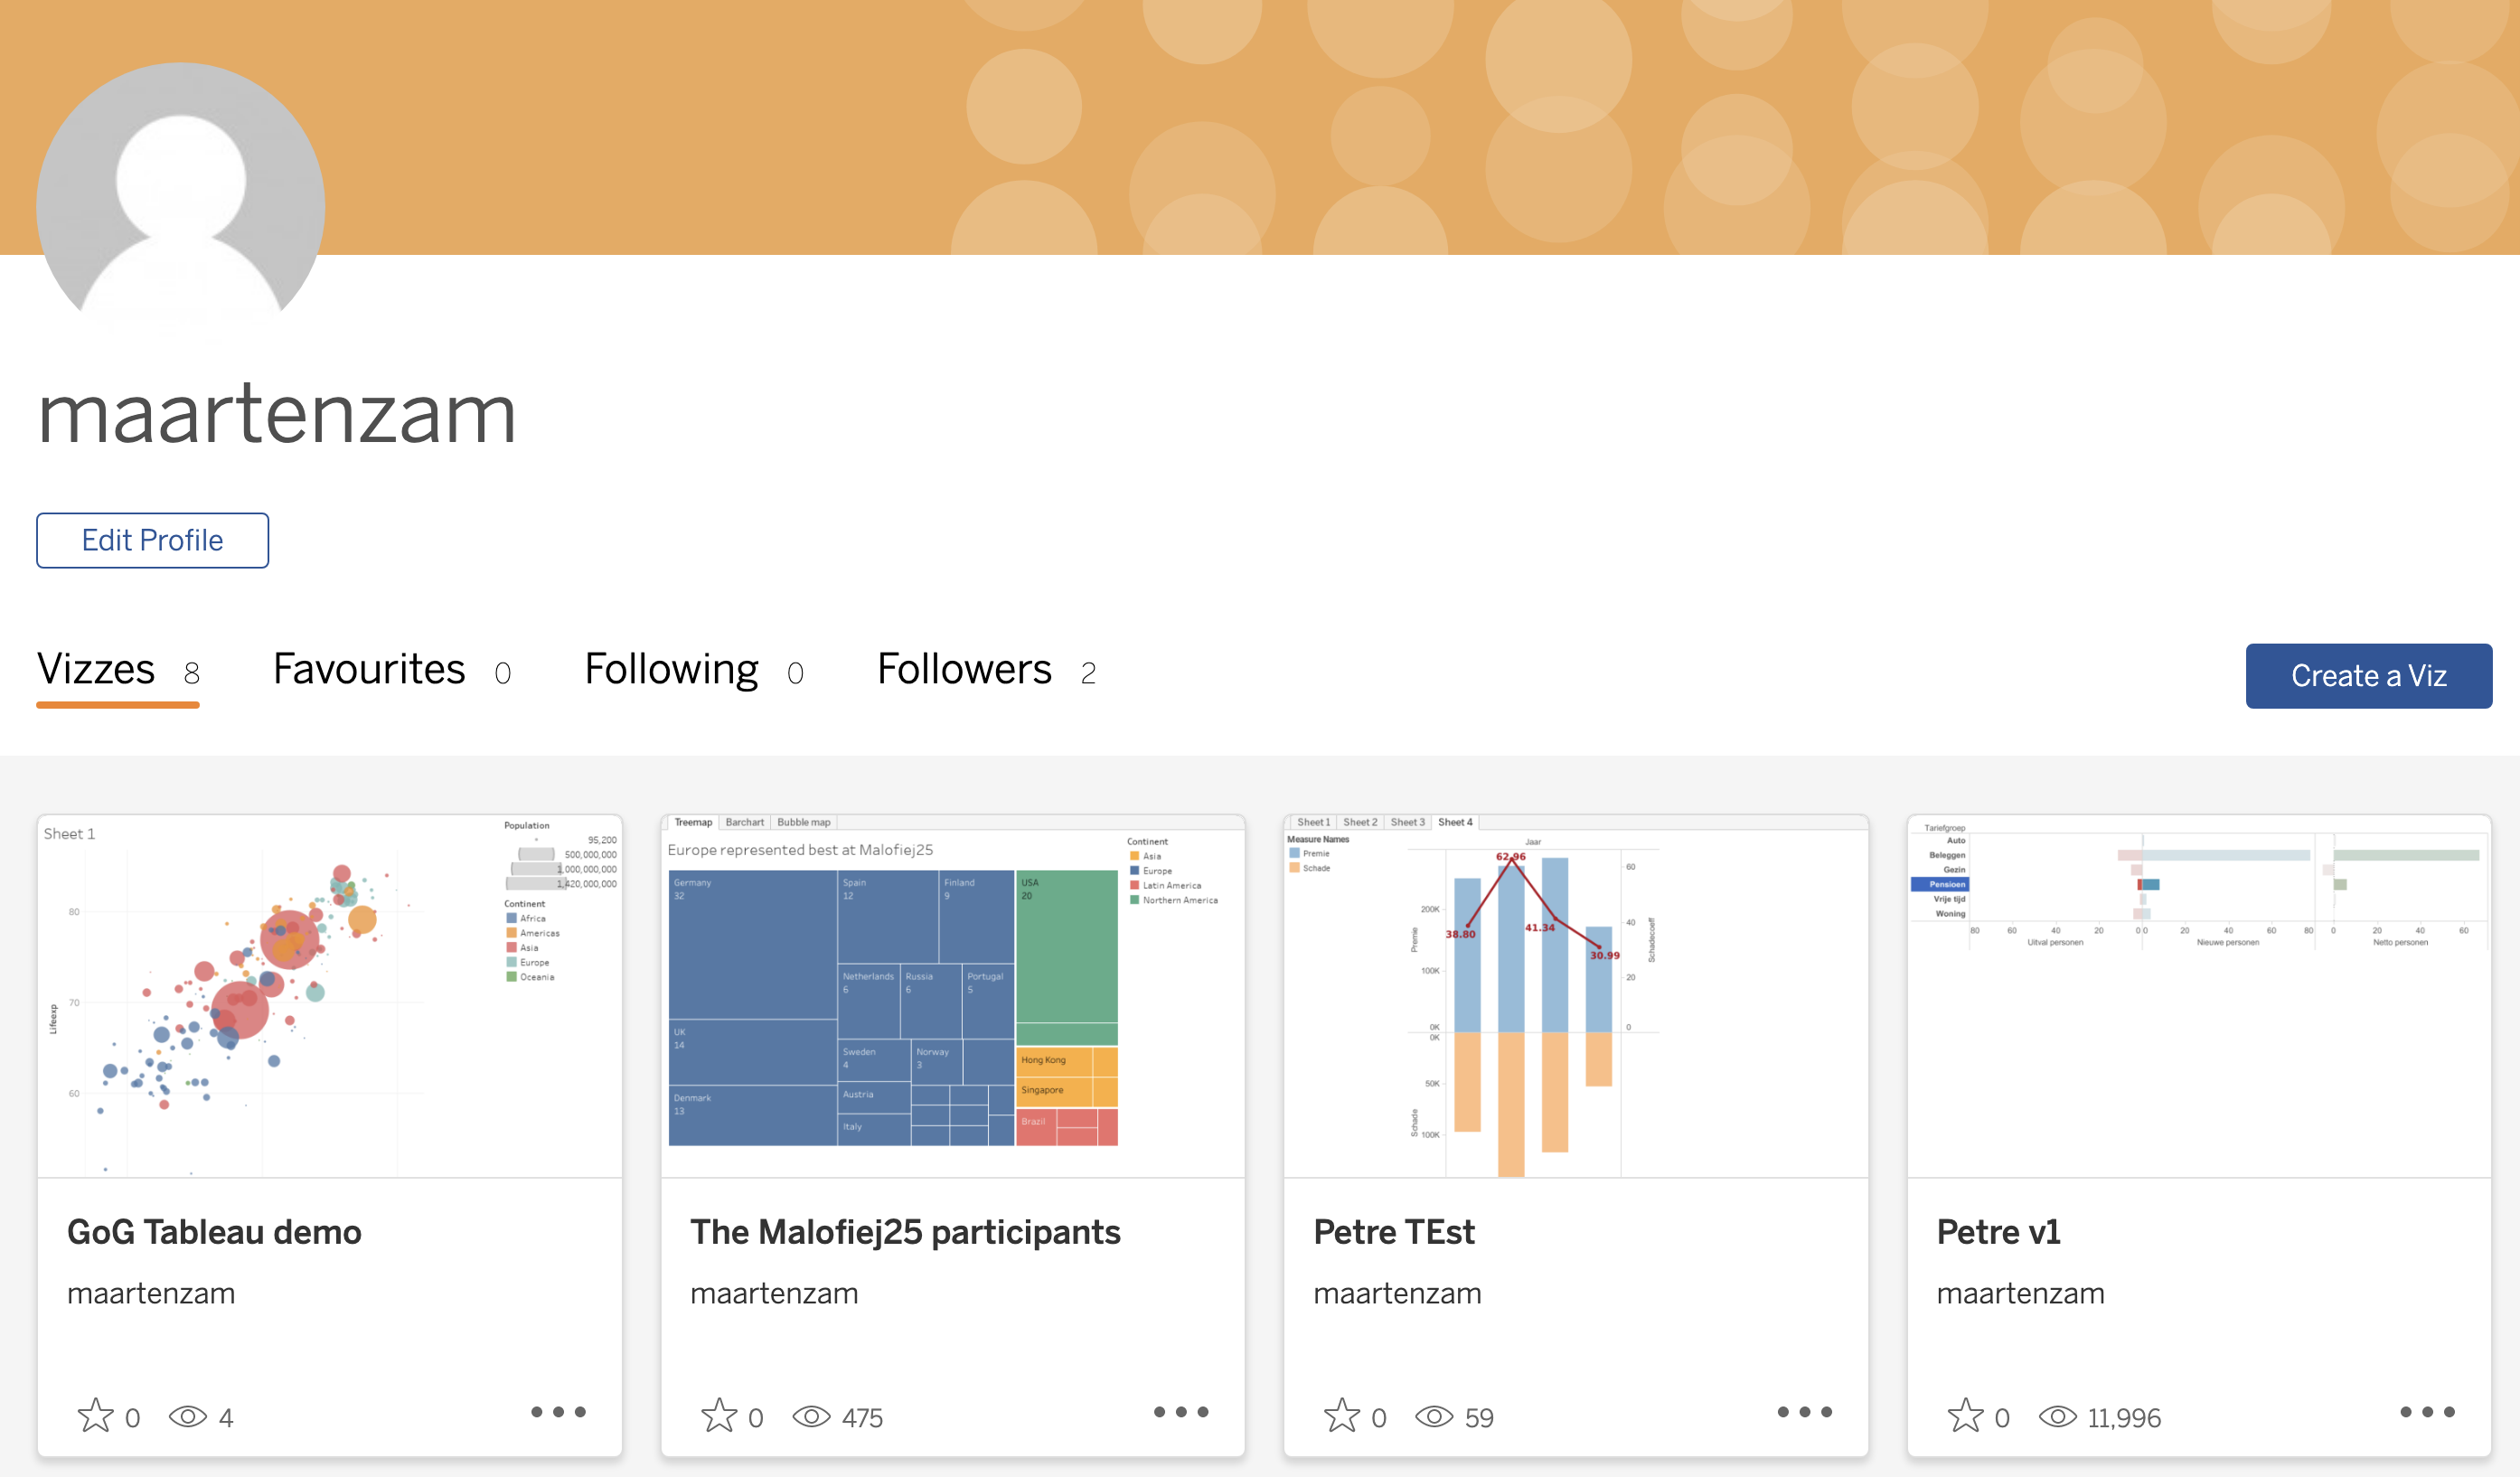 maartenzam
Edit Profile
Vizzes 8 Favourites 0 Following 0 Followers 2
Create a Viz
Sheet 1
Population
95,200
500,000,000
1,000,000,000
1,420,000,000
Continent
Africa
Americas
Asia
Europe
Oceania
80
70
60
Lifeexp
GoG Tableau demo
maartenzam
0 4
Treemap Barchart Bubble map
Europe represented best at Malofiej25
Germany
32
UK
14
Denmark
13
Spain
12
Finland
9
Netherlands
6
Russia
6
Portugal
5
Sweden
4
Norway
3
Austria
Italy
USA
20
Hong Kong
Singapore
Brazil
Continent
Asia
Europe
Latin America
Northern America
The Malofiej25 participants
maartenzam
0 475
Sheet 1 Sheet 2 Sheet 3 Sheet 4
Measure Names
Premie
Schade
Jaar
62.96
38.80
41.34
30.99
200K
100K
0K
0K
50K
100K
Premie
Schade
60
40
20
0
Schadecoeff
Petre TEst
maartenzam
0 59
Tariefgroep
Auto
Beleggen
Gezin
Pensioen
Vrije tijd
Woning
80 60 40 20 0 0 20 40 60 80 0 20 40 60
Uitval personen Nieuwe personen Netto personen
Petre v1
maartenzam
0 11,996